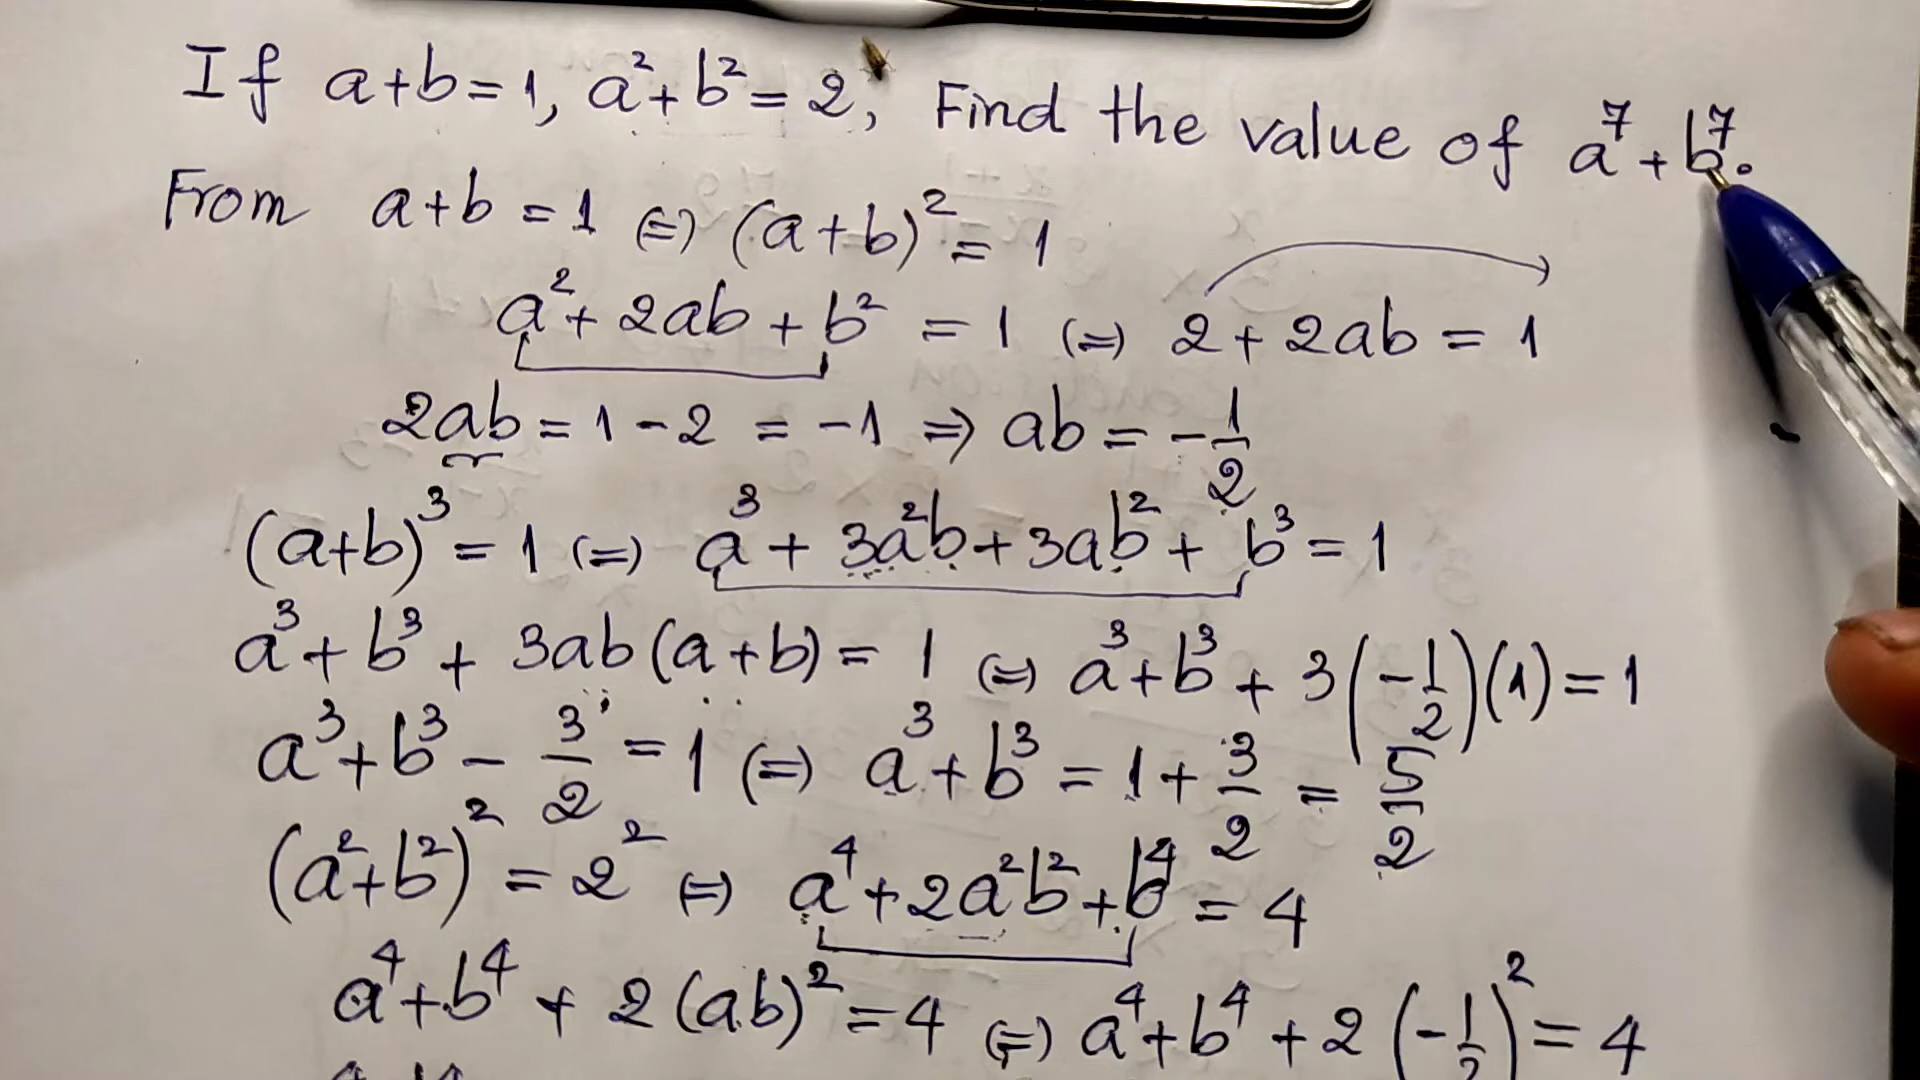 If a+b=1, a²+b²=2, Find the value of a⁷+b⁷.
From a+b=1 (=) (a+b)²=1
a²+2ab+b²=1 (=) 2+2ab=1
2ab=1-2=-1 ⇒ ab=-1/2
(a+b)³=1 (=) a³+3a²b+3ab²+b³=1
a³+b³+3ab(a+b)=1 (=) a³+b³+3(-1/2)(1)=1
a³+b³-3/2=1 (=) a³+b³=1+3/2=5/2
(a²+b²)²=2² (=) a⁴+2a²b²+b⁴=4
a⁴+b⁴+2(ab)²=4 (=) a⁴+b⁴+2(-1/2)²=4